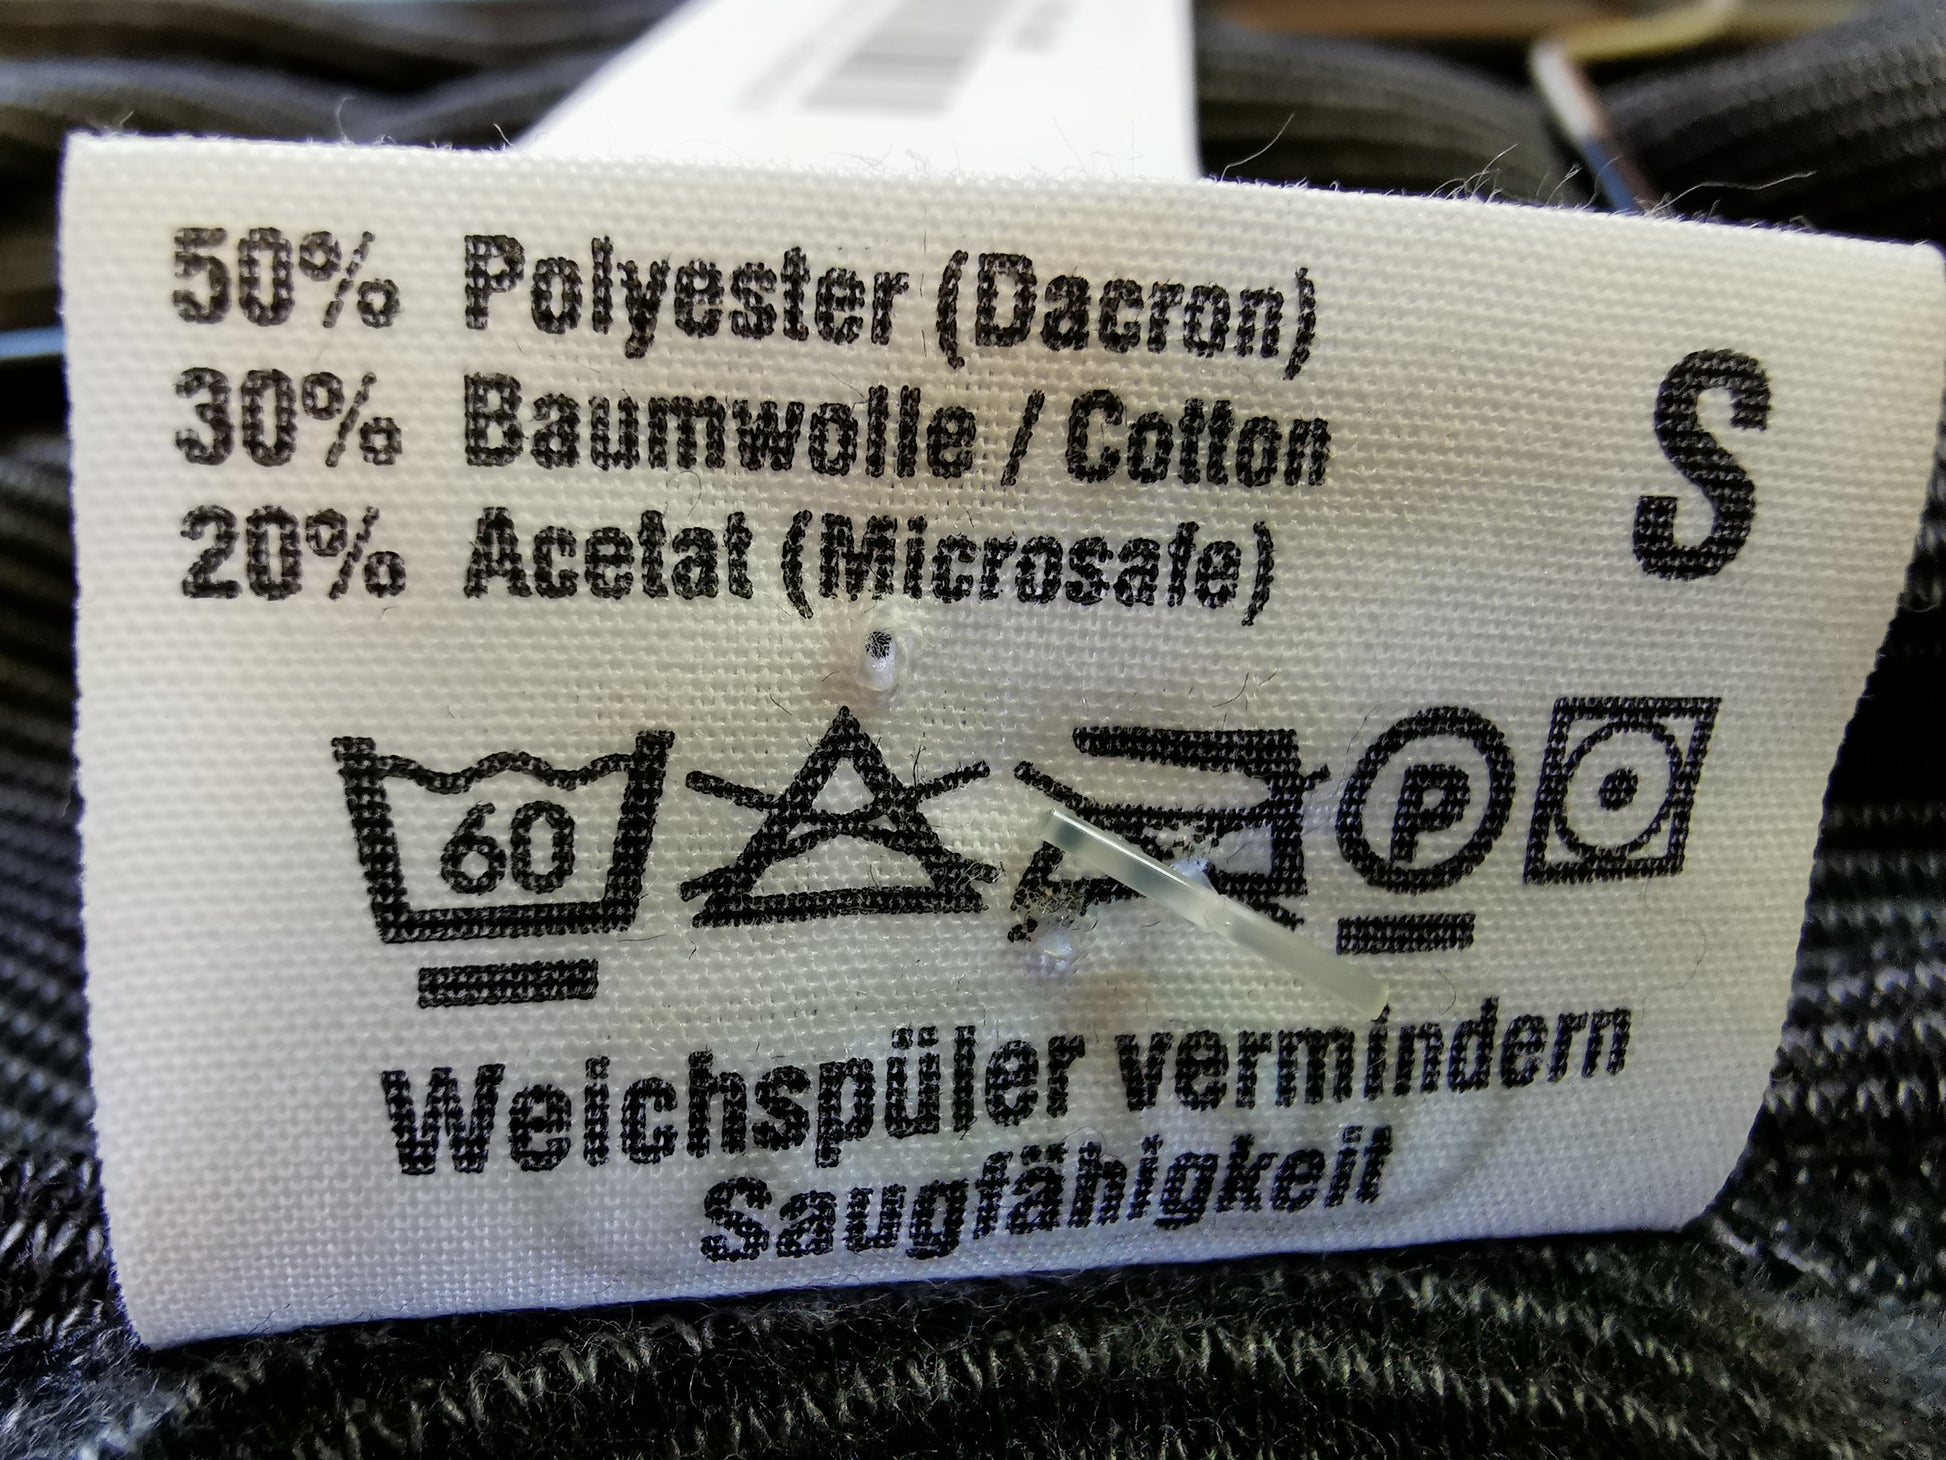 50% Polyester (Dacron)
30% Baumwolle / Cotton
20% Acetat (Microsafe)
S
60
P
Weichspüler vermindern
Saugfähigkeit